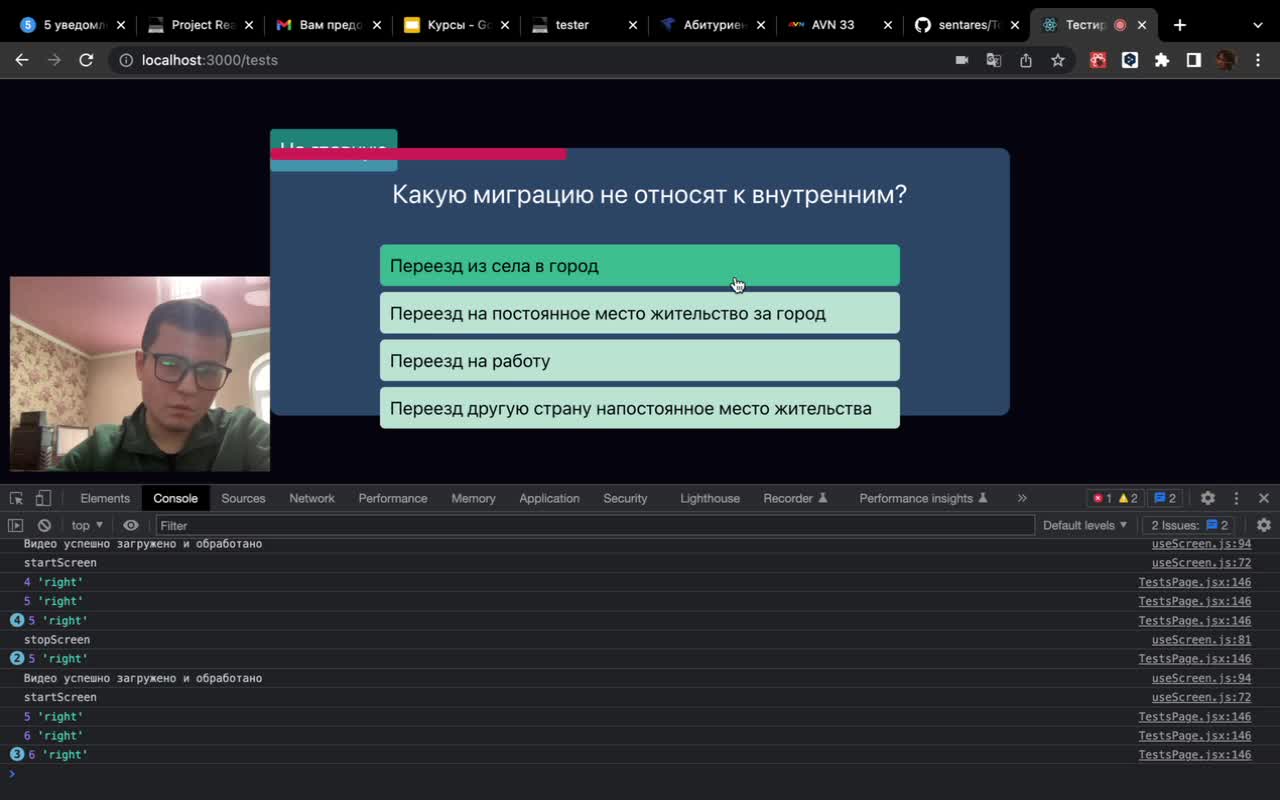 5 уведомл
Project Rea
Вам предо
Курсы - Go
tester
Абитуриен
AVN 33
sentares/Te
Тестир
localhost:3000/tests
Какую миграцию не относят к внутренним?
Переезд из села в город
Переезд на постоянное место жительство за город
Переезд на работу
Переезд другую страну напостоянное место жительства
Elements
Console
Sources
Network
Performance
Memory
Application
Security
Lighthouse
Recorder
Performance insights
1
2
2
top
Filter
Default levels
2 Issues:
2
Видео успешно загружено и обработано useScreen.js:94
startScreen useScreen.js:72
4 'right' TestsPage.jsx:146
5 'right' TestsPage.jsx:146
4 5 'right' TestsPage.jsx:146
stopScreen useScreen.js:81
2 5 'right' TestsPage.jsx:146
Видео успешно загружено и обработано useScreen.js:94
startScreen useScreen.js:72
5 'right' TestsPage.jsx:146
6 'right' TestsPage.jsx:146
3 6 'right' TestsPage.jsx:146